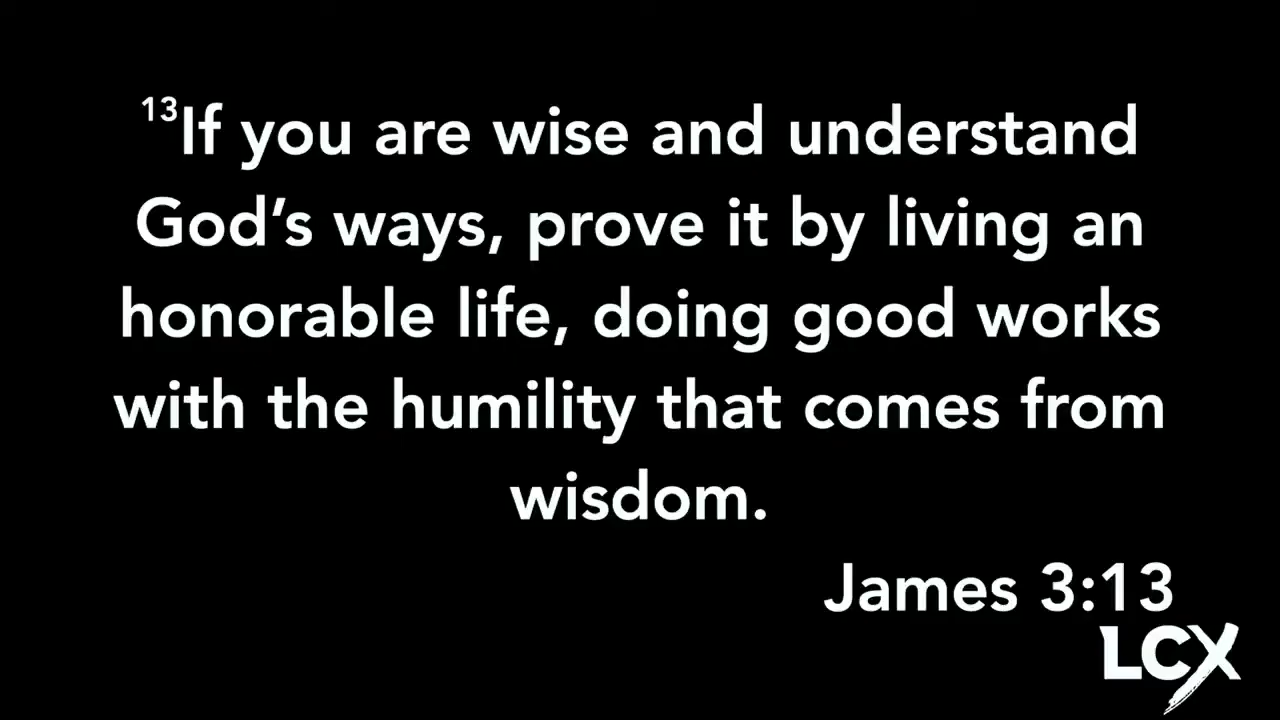 13If you are wise and understand
God’s ways, prove it by living an
honorable life, doing good works
with the humility that comes from
wisdom.
James 3:13
LCX